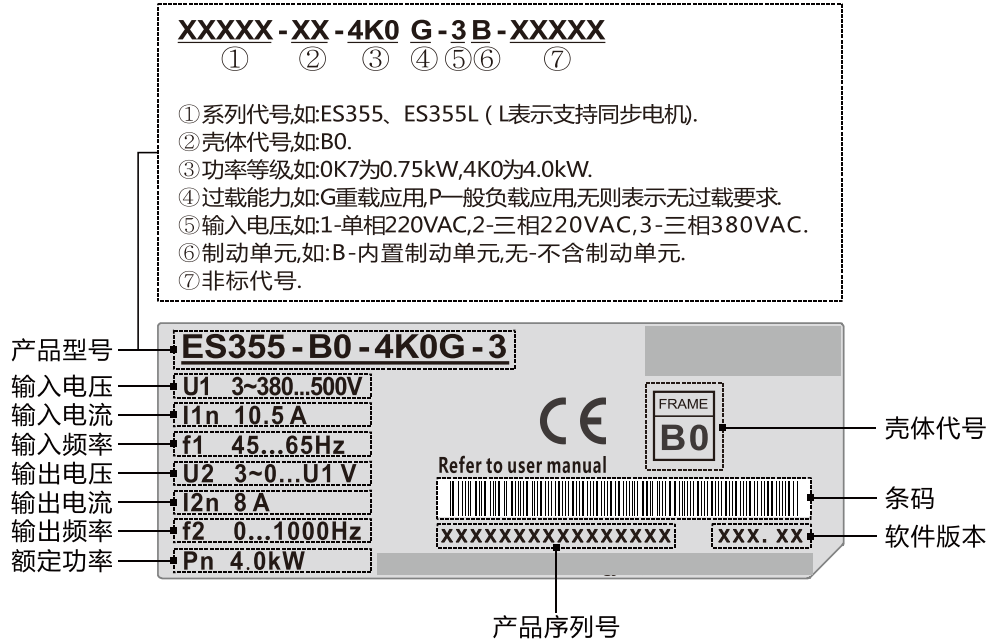 XXXXX-XX-4K0 G-3 B-XXXXX
① ② ③ ④ ⑤ ⑥ ⑦
①系列代号,如:ES355、ES355L ( L表示支持同步电机).
②壳体代号,如:B0.
③功率等级,如:0K7为0.75kW,4K0为4.0kW.
④过载能力,如:G重载应用,P一般负载应用,无则表示无过载要求.
⑤输入电压,如:1-单相220VAC,2-三相220VAC,3-三相380VAC.
⑥制动单元,如:B-内置制动单元,无-不含制动单元.
⑦非标代号.
产品型号 ES355-B0-4K0G-3
输入电压 U1 3~380...500V
输入电流 I1n 10.5 A
输入频率 f1 45...65Hz
输出电压 U2 3~0...U1 V
输出电流 I2n 8 A
输出频率 f2 0...1000Hz
额定功率 Pn 4.0kW
CE
FRAME
B0
壳体代号
Refer to user manual
条码
XXXXXXXXXXXXXXXX
xxx. xx
软件版本
产品序列号